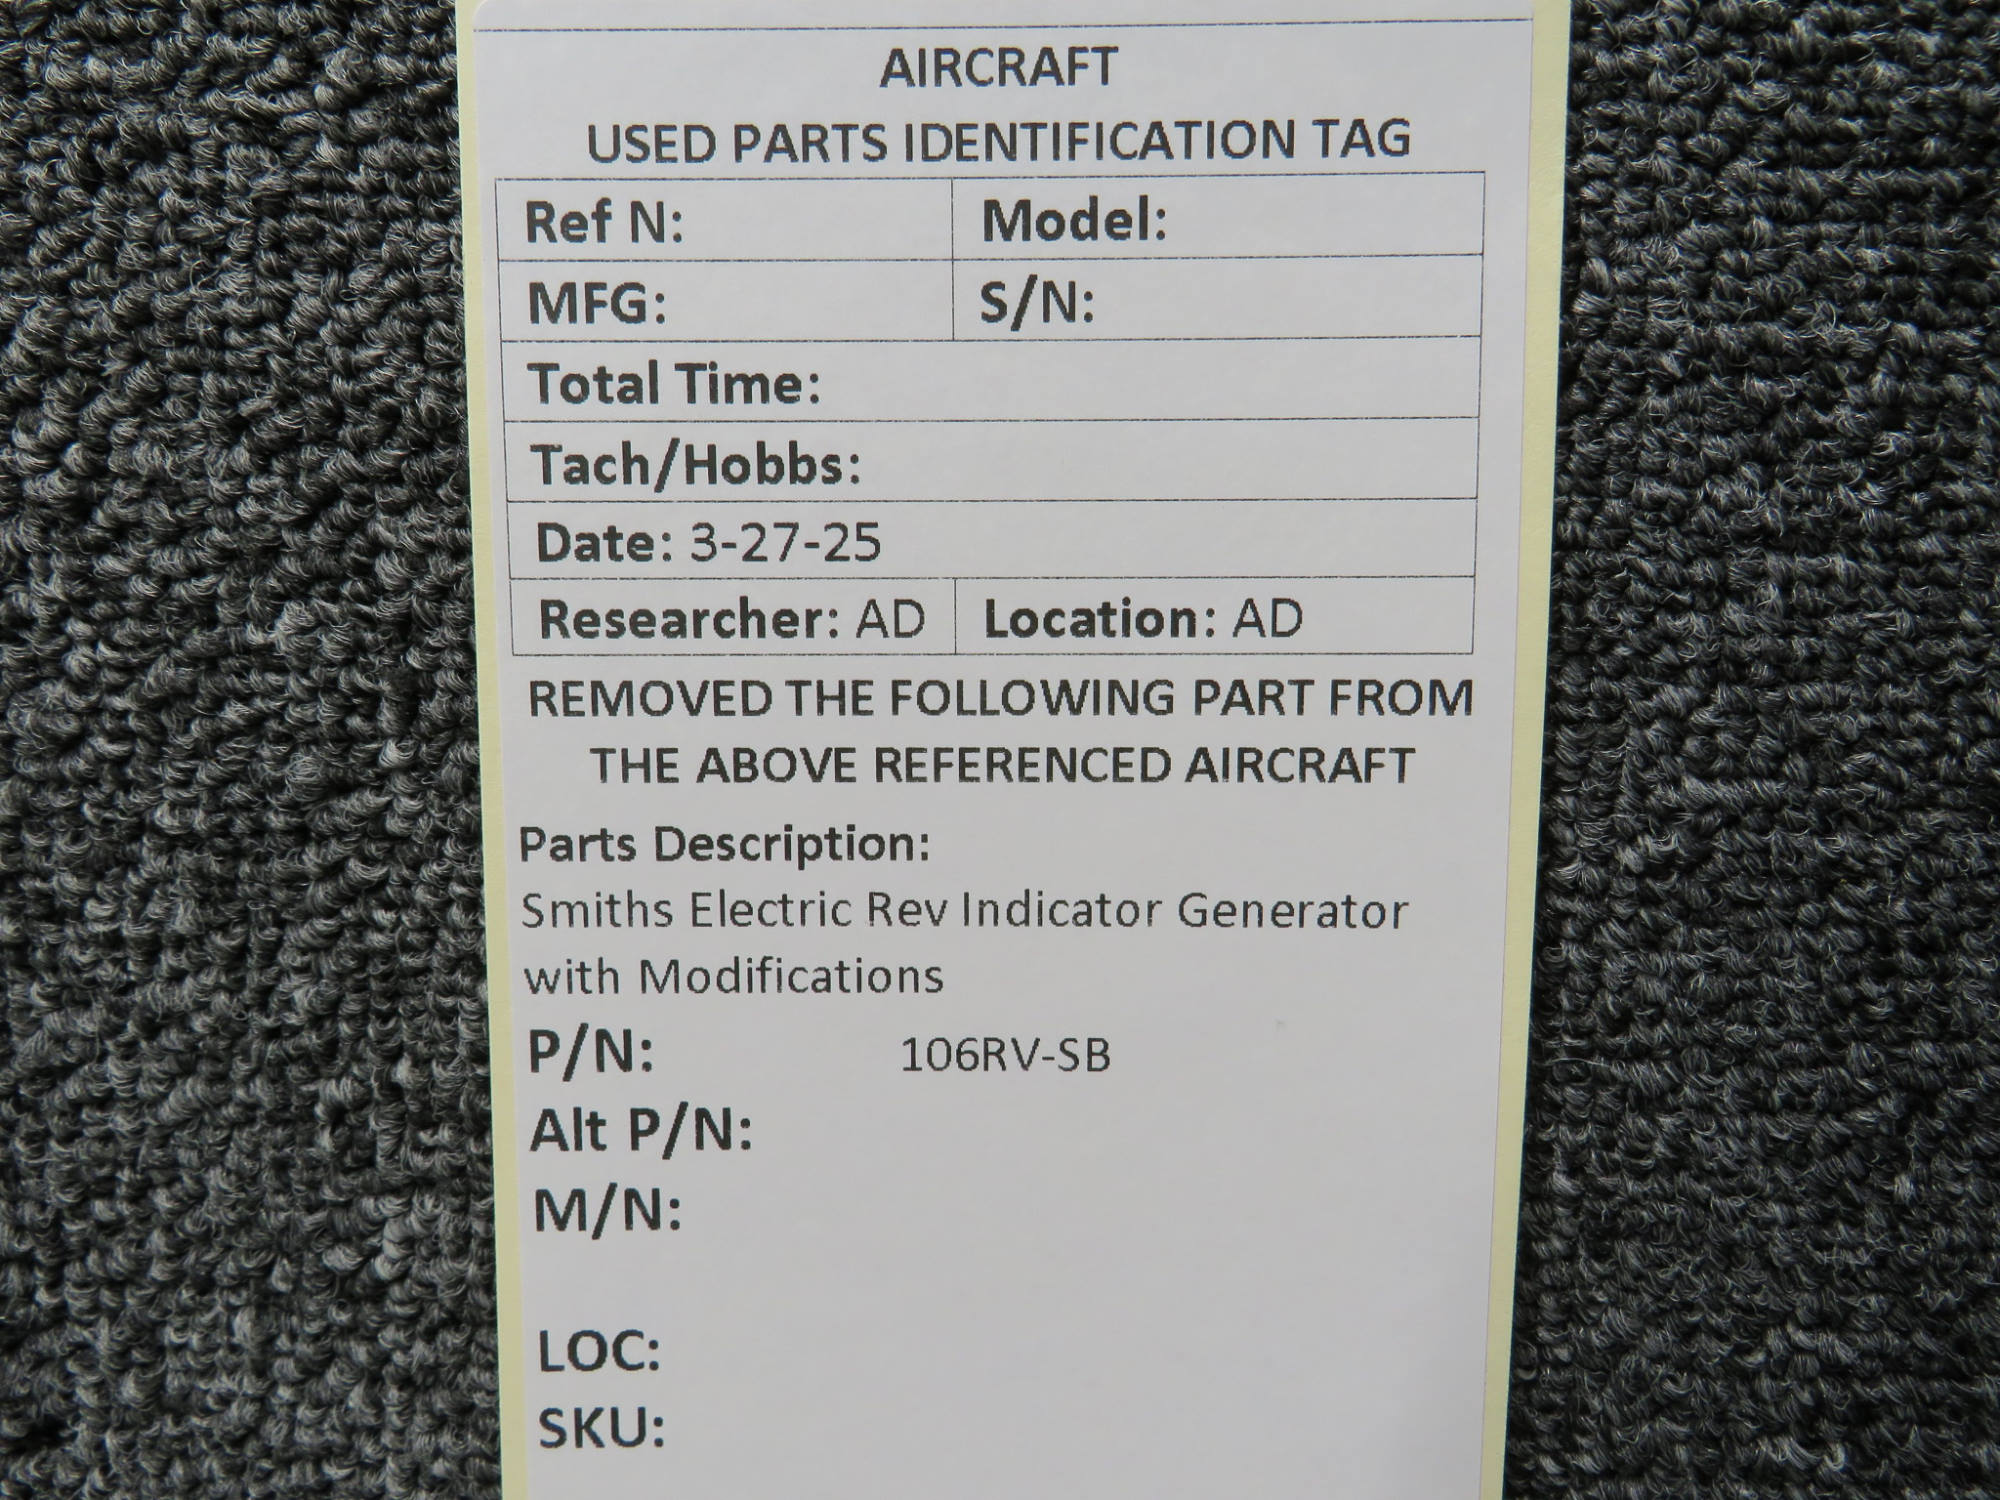 AIRCRAFT
USED PARTS IDENTIFICATION TAG
Ref N: Model:
MFG: S/N:
Total Time:
Tach/Hobbs:
Date: 3-27-25
Researcher: AD Location: AD
REMOVED THE FOLLOWING PART FROM
THE ABOVE REFERENCED AIRCRAFT
Parts Description:
Smiths Electric Rev Indicator Generator
with Modifications
P/N: 106RV-SB
Alt P/N:
M/N:
LOC:
SKU: